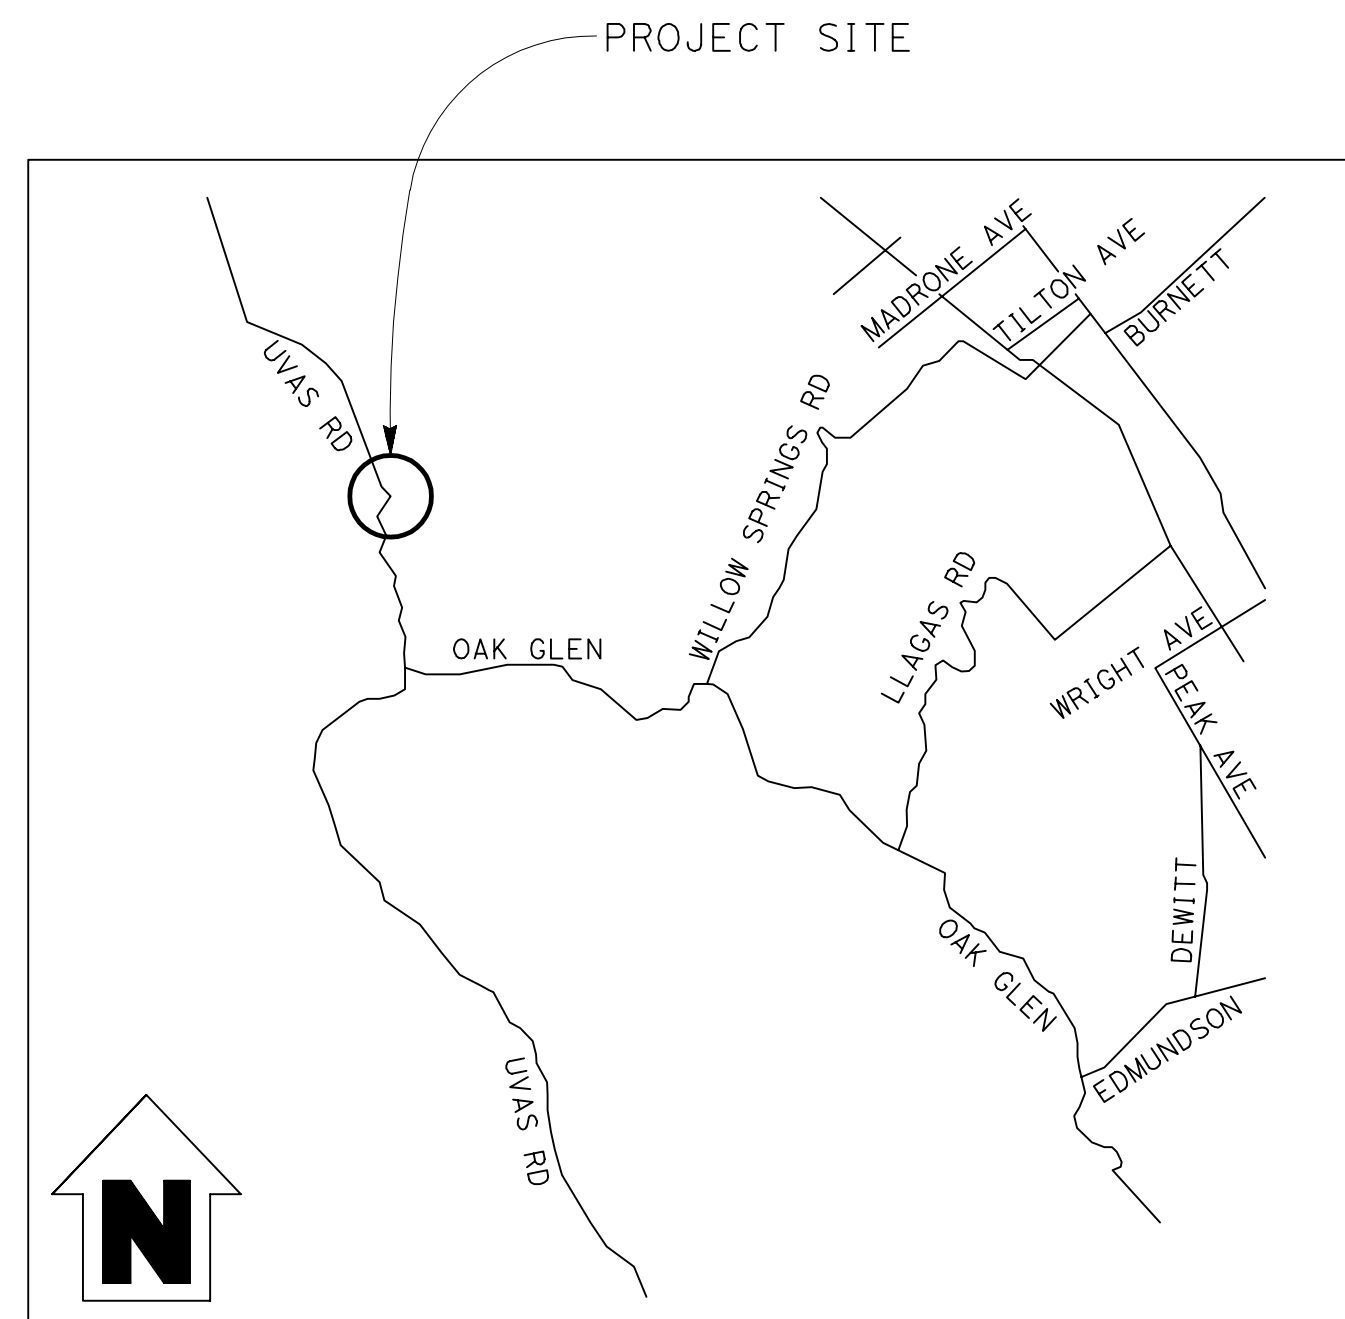 PROJECT SITE
MADRONE AVE
TILTON AVE
BURNETT
UVAS RD
WILLOW SPRINGS RD
LLAGAS RD
OAK GLEN
WRIGHT AVE
PEAK AVE
DEWITT
OAK GLEN
EDMUNDSON
UVAS RD
N